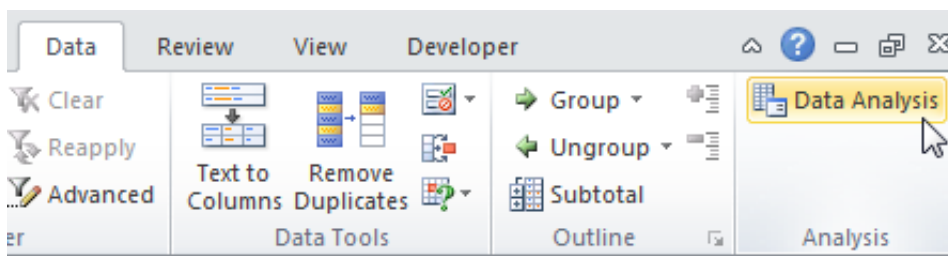 Data Review View Developer
Clear
Reapply
Advanced
Text to
Columns
Remove
Duplicates
Group
Ungroup
Subtotal
Data Analysis
er
Data Tools
Outline
Analysis